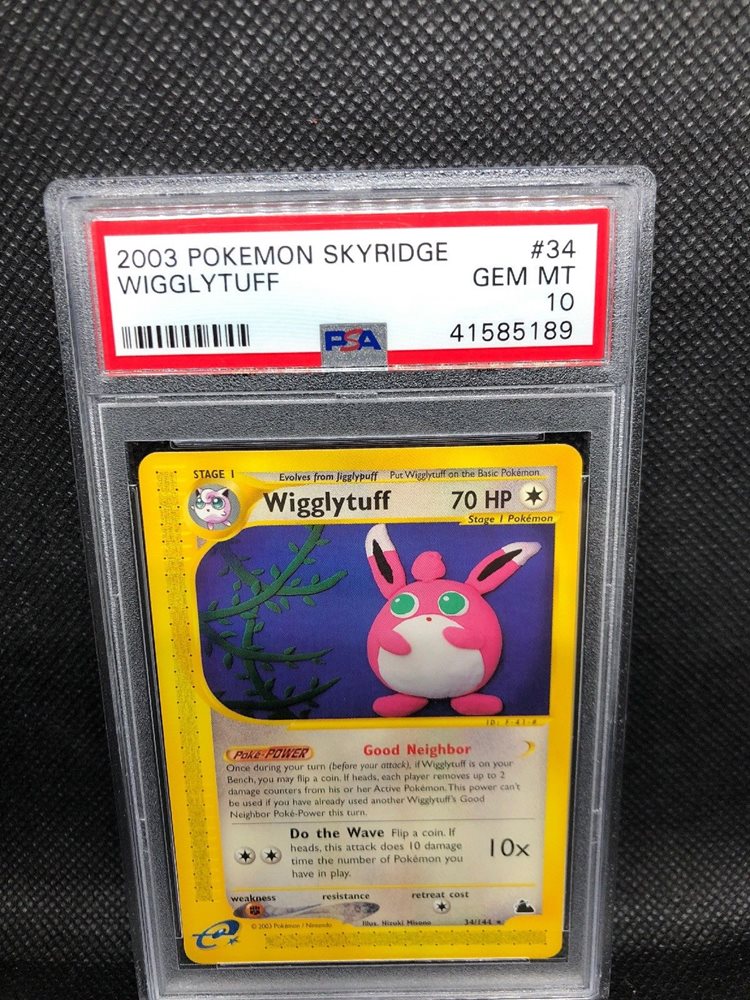 2003 POKEMON SKYRIDGE #34
WIGGLYTUFF GEM MT
10
PSA 41585189
STAGE 1 Evolves from Jigglypuff Put Wigglytuff on the Basic Pokémon
Wigglytuff 70 HP
Stage 1 Pokémon
ID: F-41-#
Poké-POWER Good Neighbor
Once during your turn (before your attack), if Wigglytuff is on your
Bench, you may flip a coin. If heads, each player removes up to 2
damage counters from his or her Active Pokémon. This power can't
be used if you have already used another Wigglytuff's Good
Neighbor Poké-Power this turn.
Do the Wave Flip a coin. If
heads, this attack does 10 damage
time the number of Pokémon you
have in play.
10x
weakness resistance retreat cost
Illus. Hizuki Misono 34/144
e © 2003 Pokémon / Nintendo